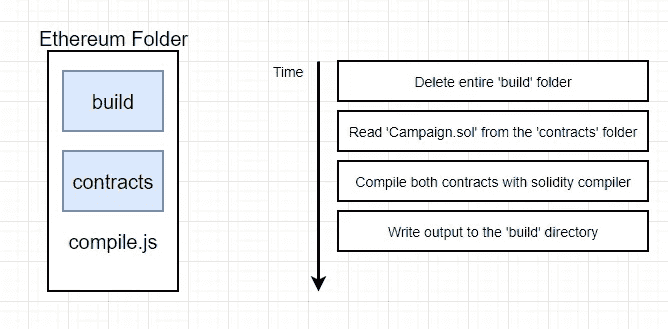 Ethereum Folder
build
contracts
compile.js
Time
Delete entire 'build' folder
Read 'Campaign.sol' from the 'contracts' folder
Compile both contracts with solidity compiler
Write output to the 'build' directory